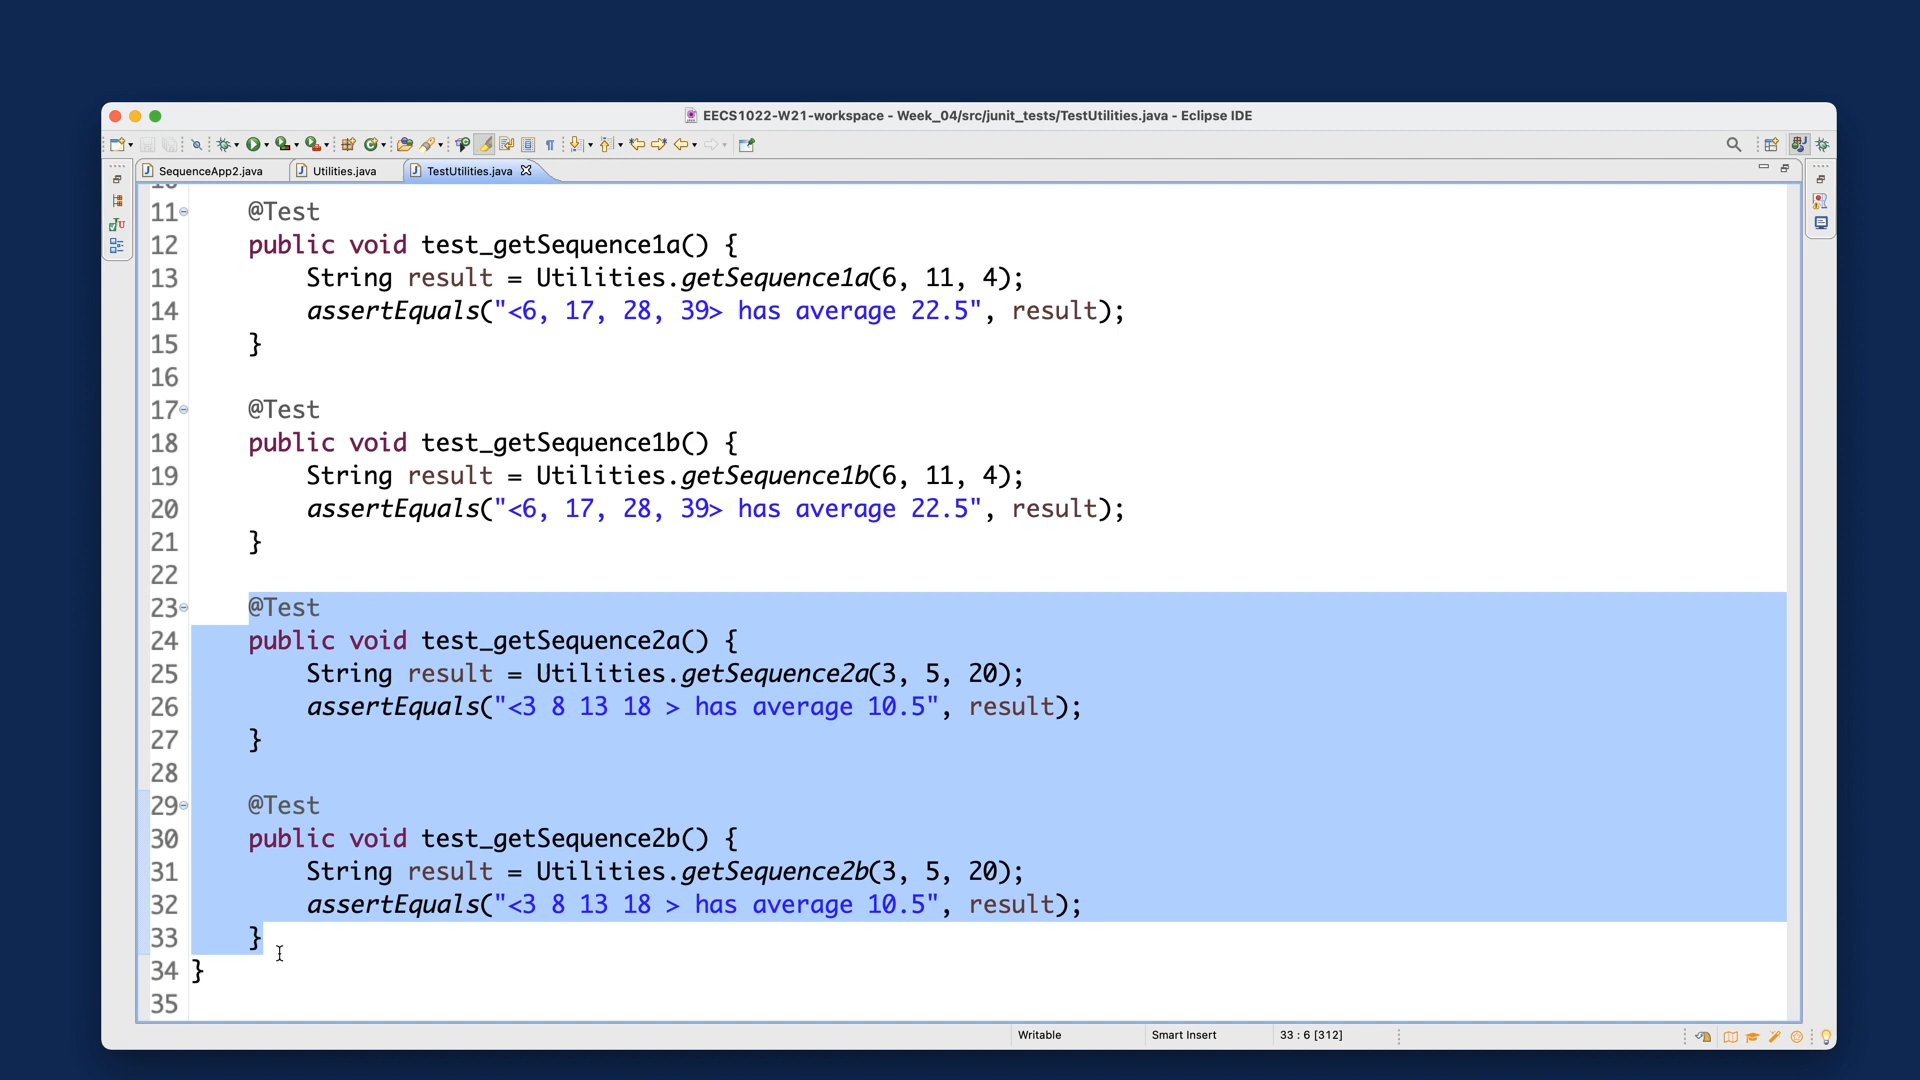 EECS1022-W21-workspace - Week_04/src/junit_tests/TestUtilities.java - Eclipse IDE
SequenceApp2.java
Utilities.java
TestUtilities.java
11 @Test
12 public void test_getSequence1a() {
13 String result = Utilities.getSequence1a(6, 11, 4);
14 assertEquals("<6, 17, 28, 39> has average 22.5", result);
15 }
16
17 @Test
18 public void test_getSequence1b() {
19 String result = Utilities.getSequence1b(6, 11, 4);
20 assertEquals("<6, 17, 28, 39> has average 22.5", result);
21 }
22
23 @Test
24 public void test_getSequence2a() {
25 String result = Utilities.getSequence2a(3, 5, 20);
26 assertEquals("<3 8 13 18 > has average 10.5", result);
27 }
28
29 @Test
30 public void test_getSequence2b() {
31 String result = Utilities.getSequence2b(3, 5, 20);
32 assertEquals("<3 8 13 18 > has average 10.5", result);
33 }
34 }
35
Writable
Smart Insert
33 : 6 [312]